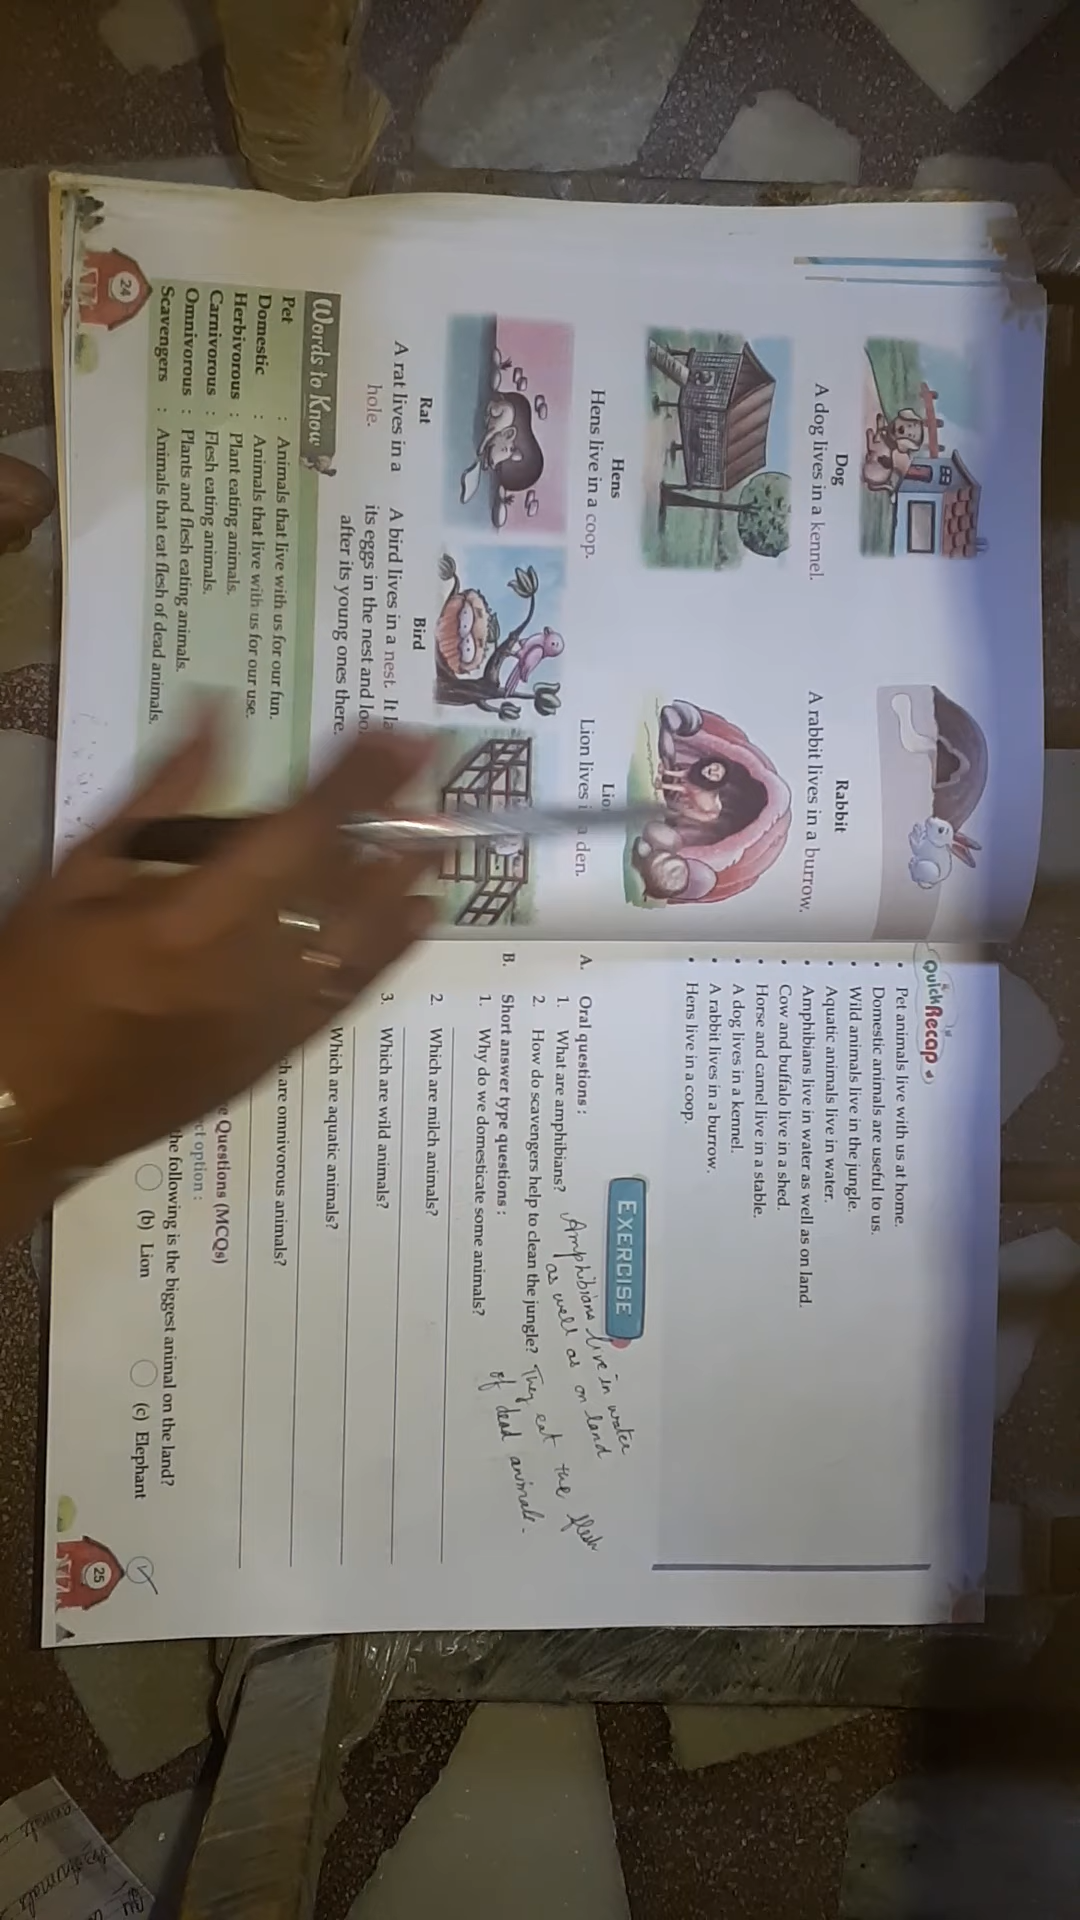 Dog
A dog lives in a kennel.
Rabbit
A rabbit lives in a burrow.
Hens
Hens live in a coop.
Lion lives
a den.
Rat
A rat lives in a
hole.
Bird
A bird lives in a nest. It
its eggs in the nest and
after its young ones there.
Words to Know
Pet : Animals that live with us for our fun.
Domestic : Animals that live with us for our use.
Herbivorous : Plant eating animals.
Carnivorous : Flesh eating animals.
Omnivorous : Plants and flesh eating animals.
Scavengers : Animals that eat flesh of dead animals.
24
Quick Recap
• Pet animals live with us at home.
• Domestic animals are useful to us.
• Wild animals live in the jungle.
• Aquatic animals live in water.
• Amphibians live in water as well as on land.
• Cow and buffalo live in a shed.
• Horse and camel live in a stable.
• A dog lives in a kennel.
• A rabbit lives in a burrow.
• Hens live in a coop.
EXERCISE
A. Oral questions :
1. What are amphibians? Amphibians live in water
as well as on land
2. How do scavengers help to clean the jungle? They eat the flesh
of dead animals.
B. Short answer type questions :
1. Why do we domesticate some animals?
2. Which are milch animals?
3. Which are wild animals?
Which are aquatic animals?
are omnivorous animals?
Questions (MCQs)
option :
the following is the biggest animal on the land?
(b) Lion (c) Elephant
25